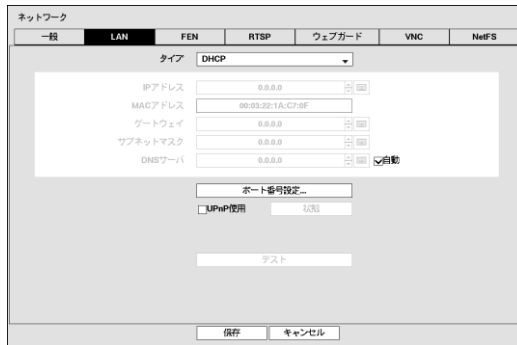 ネットワーク
一般 LAN FEN RTSP ウェブガード VNC NetFS
タイプ DHCP
IPアドレス 0.0.0.0
MACアドレス 00:03:22:1A:C7:0F
ゲートウェイ 0.0.0.0
サブネットマスク 0.0.0.0
DNSサーバ 0.0.0.0 自動
ポート番号設定...
UPnP使用 状態
テスト
保存 キャンセル